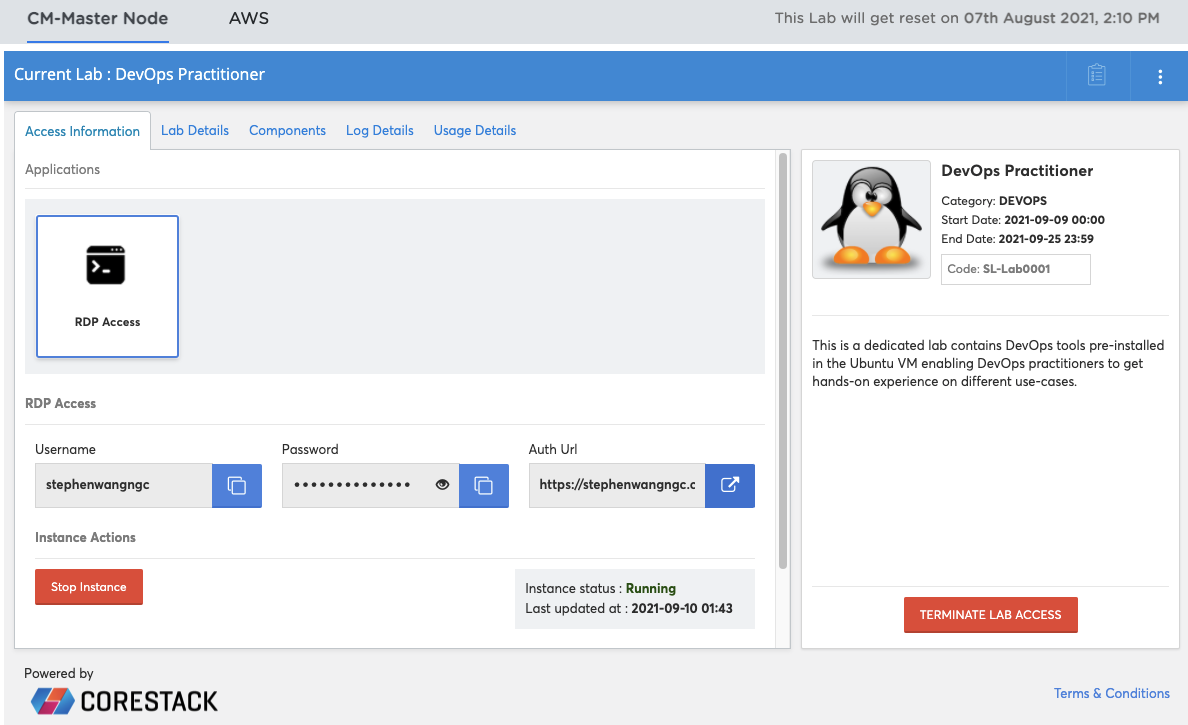 CM-Master Node
AWS
This Lab will get reset on 07th August 2021, 2:10 PM
Current Lab : DevOps Practitioner
Access Information
Lab Details
Components
Log Details
Usage Details
Applications
RDP Access
RDP Access
Username
Password
Auth Url
stephenwangngc
••••••••••••••
https://stephenwangngc.c
Instance Actions
Stop Instance
Instance status : Running
Last updated at : 2021-09-10 01:43
DevOps Practitioner
Category: DEVOPS
Start Date: 2021-09-09 00:00
End Date: 2021-09-25 23:59
Code: SL-Lab0001
This is a dedicated lab contains DevOps tools pre-installed
in the Ubuntu VM enabling DevOps practitioners to get
hands-on experience on different use-cases.
TERMINATE LAB ACCESS
Powered by
CORESTACK
Terms & Conditions